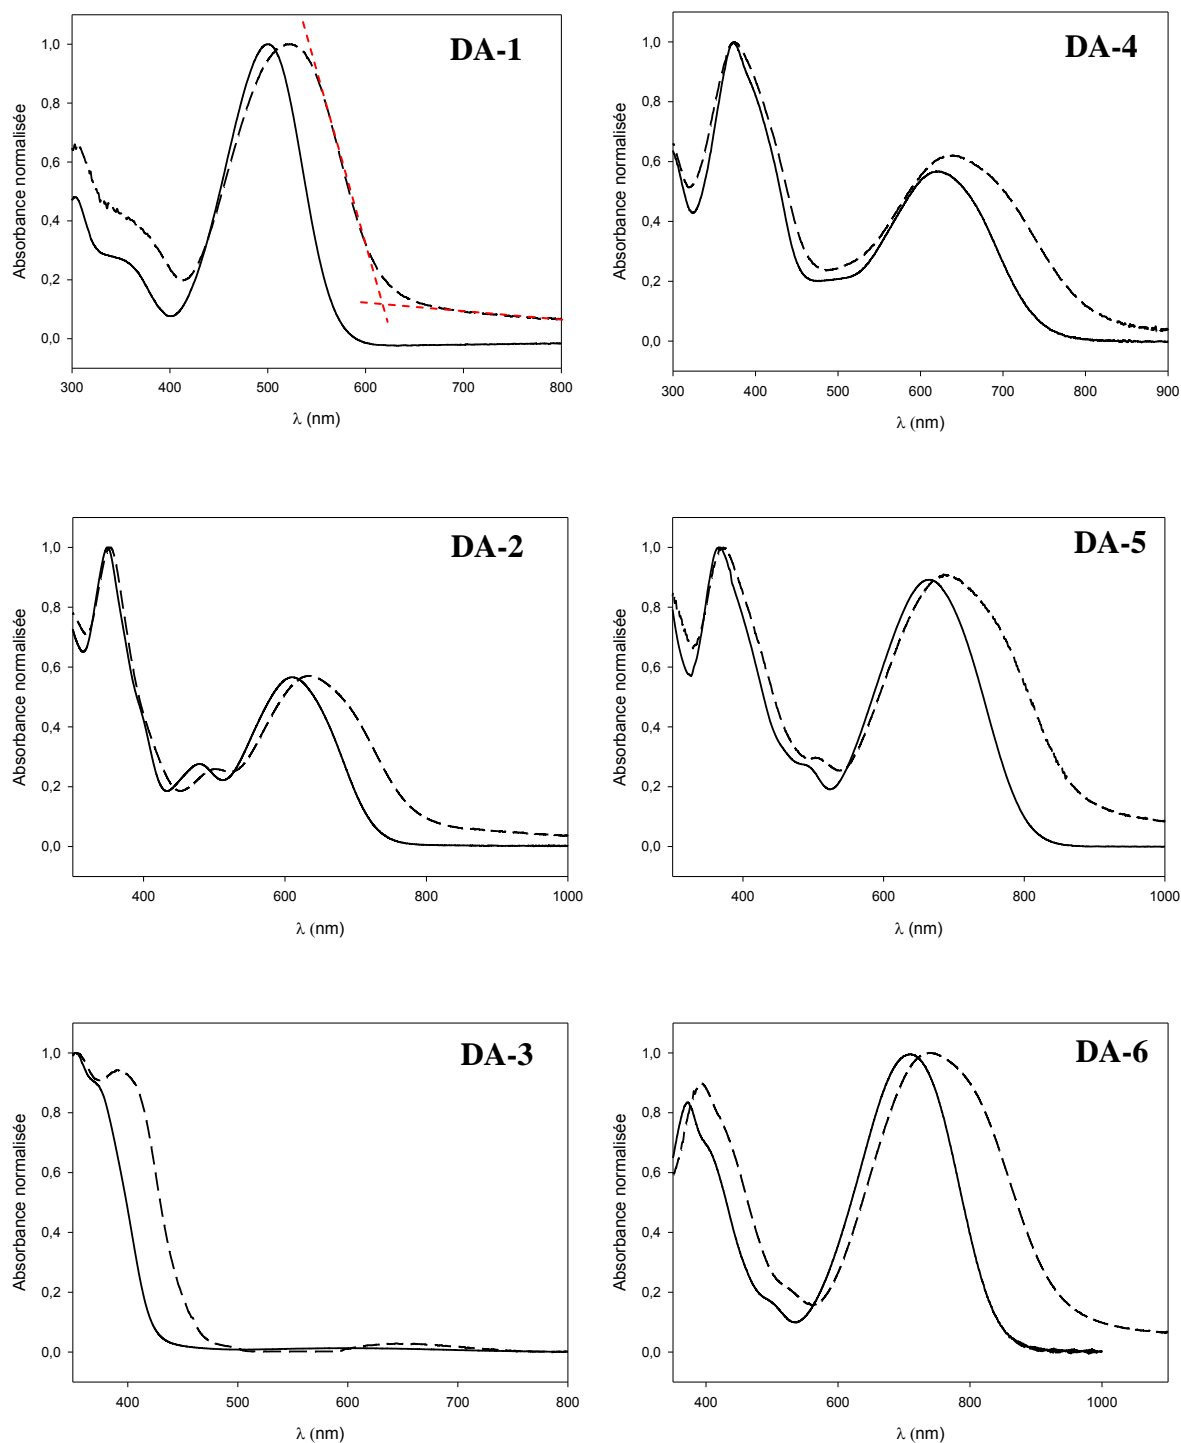 DA-1
Absorbance normalisée
1,0
0,8
0,6
0,4
0,2
0,0
300 400 500 600 700 800
λ (nm)
DA-4
Absorbance normalisée
1,0
0,8
0,6
0,4
0,2
0,0
300 400 500 600 700 800 900
λ (nm)
DA-2
Absorbance normalisée
1,0
0,8
0,6
0,4
0,2
0,0
400 600 800 1000
λ (nm)
DA-5
Absorbance normalisée
1,0
0,8
0,6
0,4
0,2
0,0
400 600 800 1000
λ (nm)
DA-3
Absorbance normalisée
1,0
0,8
0,6
0,4
0,2
0,0
400 500 600 700 800
λ (nm)
DA-6
Absorbance normalisée
1,0
0,8
0,6
0,4
0,2
0,0
400 600 800 1000
λ (nm)